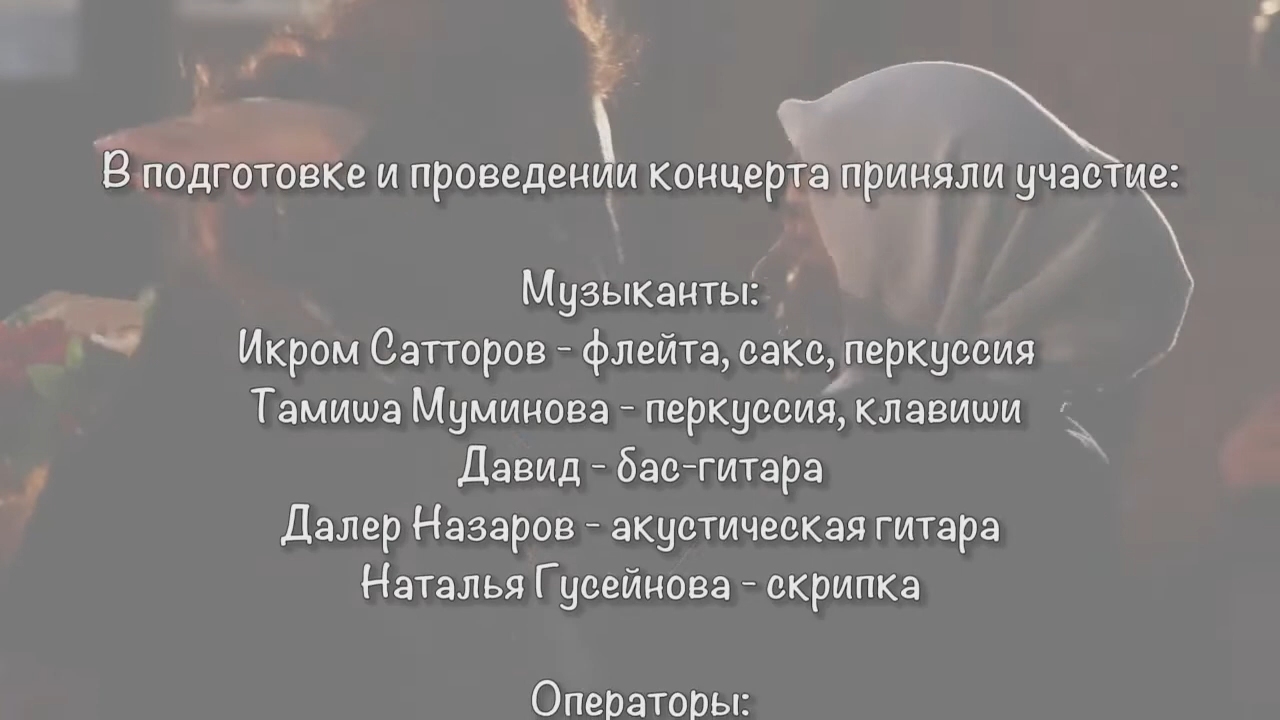 В подготовке и проведении концерта приняли участие:
Музыканты:
Икром Сатторов - флейта, сакс, перкуссия
Тамиша Муминова - перкуссия, клавиши
Давид - бас-гитара
Далер Назаров - акустическая гитара
Наталья Гусейнова - скрипка
Операторы: